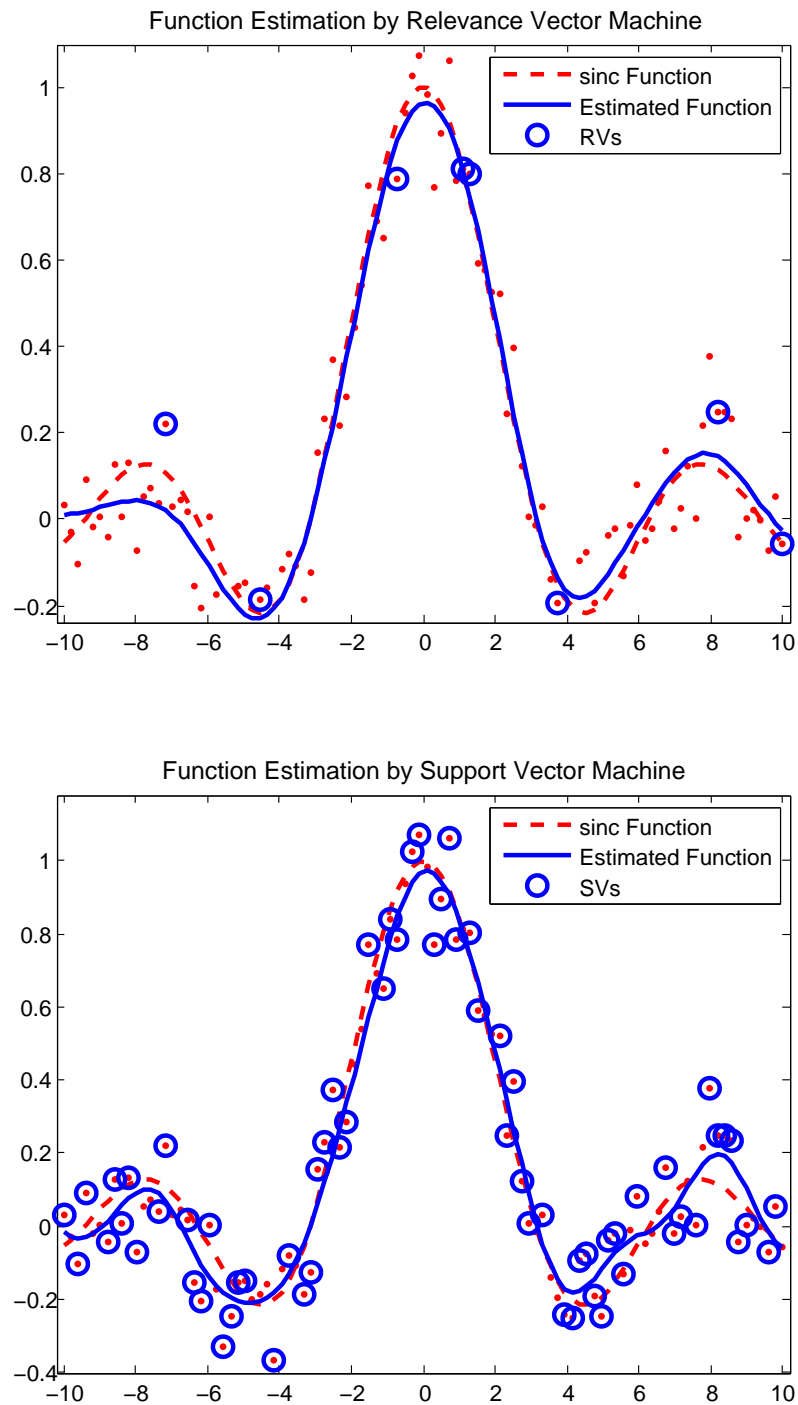 Function Estimation by Relevance Vector Machine
1
0.8
0.6
0.4
0.2
0
−0.2
−10 −8 −6 −4 −2 0 2 4 6 8 10
sinc Function
Estimated Function
RVs
Function Estimation by Support Vector Machine
1
0.8
0.6
0.4
0.2
0
−0.2
−0.4
−10 −8 −6 −4 −2 0 2 4 6 8 10
sinc Function
Estimated Function
SVs